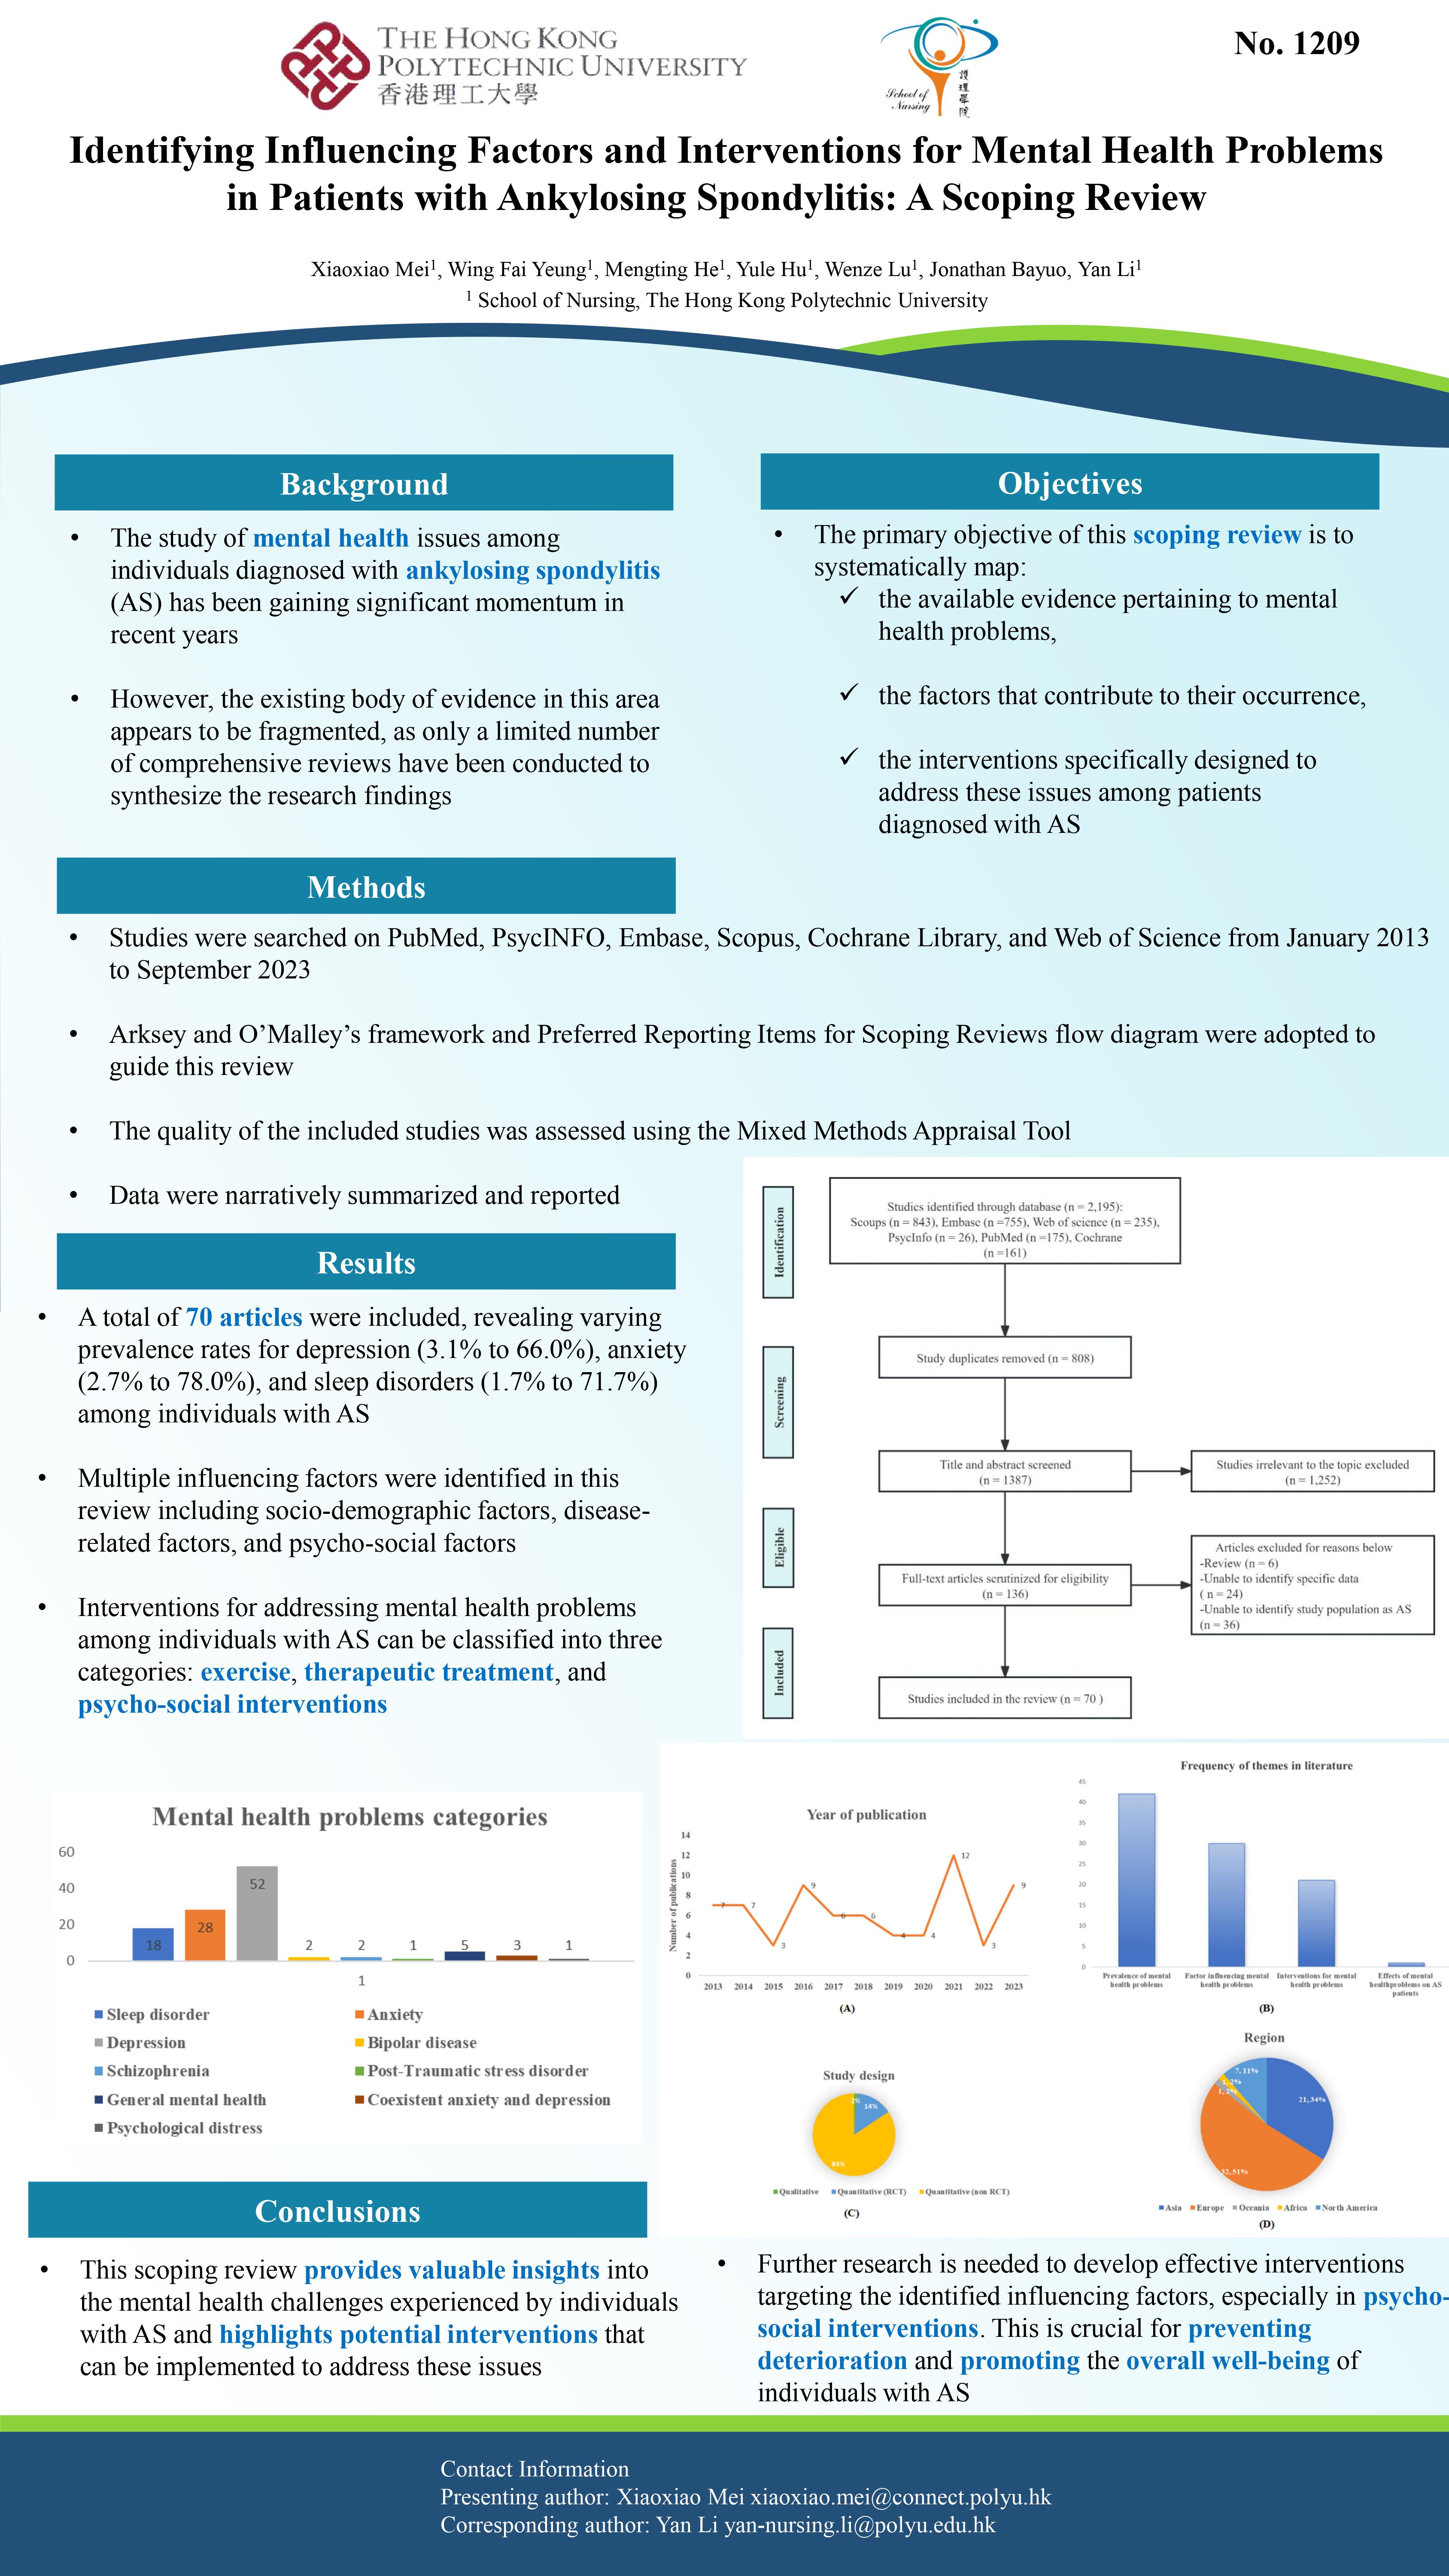 THE HONG KONG
POLYTECHNIC UNIVERSITY
香港理工大學
School of
Nursing
護理學院
No. 1209
Identifying Influencing Factors and Interventions for Mental Health Problems
in Patients with Ankylosing Spondylitis: A Scoping Review
Xiaoxiao Mei1, Wing Fai Yeung1, Mengting He1, Yule Hu1, Wenze Lu1, Jonathan Bayuo, Yan Li1
1 School of Nursing, The Hong Kong Polytechnic University
Background
• The study of mental health issues among
individuals diagnosed with ankylosing spondylitis
(AS) has been gaining significant momentum in
recent years
• However, the existing body of evidence in this area
appears to be fragmented, as only a limited number
of comprehensive reviews have been conducted to
synthesize the research findings
Objectives
• The primary objective of this scoping review is to
systematically map:
✓ the available evidence pertaining to mental
health problems,
✓ the factors that contribute to their occurrence,
✓ the interventions specifically designed to
address these issues among patients
diagnosed with AS
Methods
• Studies were searched on PubMed, PsycINFO, Embase, Scopus, Cochrane Library, and Web of Science from January 2013
to September 2023
• Arksey and O’Malley’s framework and Preferred Reporting Items for Scoping Reviews flow diagram were adopted to
guide this review
• The quality of the included studies was assessed using the Mixed Methods Appraisal Tool
• Data were narratively summarized and reported
Results
• A total of 70 articles were included, revealing varying
prevalence rates for depression (3.1% to 66.0%), anxiety
(2.7% to 78.0%), and sleep disorders (1.7% to 71.7%)
among individuals with AS
• Multiple influencing factors were identified in this
review including socio-demographic factors, disease-
related factors, and psycho-social factors
• Interventions for addressing mental health problems
among individuals with AS can be classified into three
categories: exercise, therapeutic treatment, and
psycho-social interventions
Identification
Studies identified through database (n = 2,195):
Scoups (n = 843), Embase (n =755), Web of science (n = 235),
PsycInfo (n = 26), PubMed (n =175), Cochrane
(n =161)
Screening
Study duplicates removed (n = 808)
Title and abstract screened
(n = 1387)
Studies irrelevant to the topic excluded
(n = 1,252)
Eligible
Full-text articles scrutinized for eligibility
(n = 136)
Articles excluded for reasons below
-Review (n = 6)
-Unable to identify specific data
( n = 24)
-Unable to identify study population as AS
(n = 36)
Included
Studies included in the review (n = 70 )
Mental health problems categories
60
40
20
0
18
28
52
2
2
1
5
3
1
1
Sleep disorder
Anxiety
Depression
Bipolar disease
Schizophrenia
Post-Traumatic stress disorder
General mental health
Coexistent anxiety and depression
Psychological distress
Year of publication
Number of publications
14
12
10
8
6
4
2
0
7
7
3
9
6
6
4
4
12
3
9
2013 2014 2015 2016 2017 2018 2019 2020 2021 2022 2023
(A)
Frequency of themes in literature
45
40
35
30
25
20
15
10
5
0
Prevalence of mental
health problems
Factor influencing mental
health problems
Interventions for mental
health problems
Effects of mental
healthproblems on AS
patients
(B)
Study design
2%
14%
84%
Qualitative Quantitative (RCT) Quantitative (non RCT)
(C)
Region
7, 11%
1, 2%
1, 2%
21, 34%
32, 51%
Asia Europe Oceania Africa North America
(D)
Conclusions
• This scoping review provides valuable insights into
the mental health challenges experienced by individuals
with AS and highlights potential interventions that
can be implemented to address these issues
• Further research is needed to develop effective interventions
targeting the identified influencing factors, especially in psycho-
social interventions. This is crucial for preventing
deterioration and promoting the overall well-being of
individuals with AS
Contact Information
Presenting author: Xiaoxiao Mei xiaoxiao.mei@connect.polyu.hk
Corresponding author: Yan Li yan-nursing.li@polyu.edu.hk